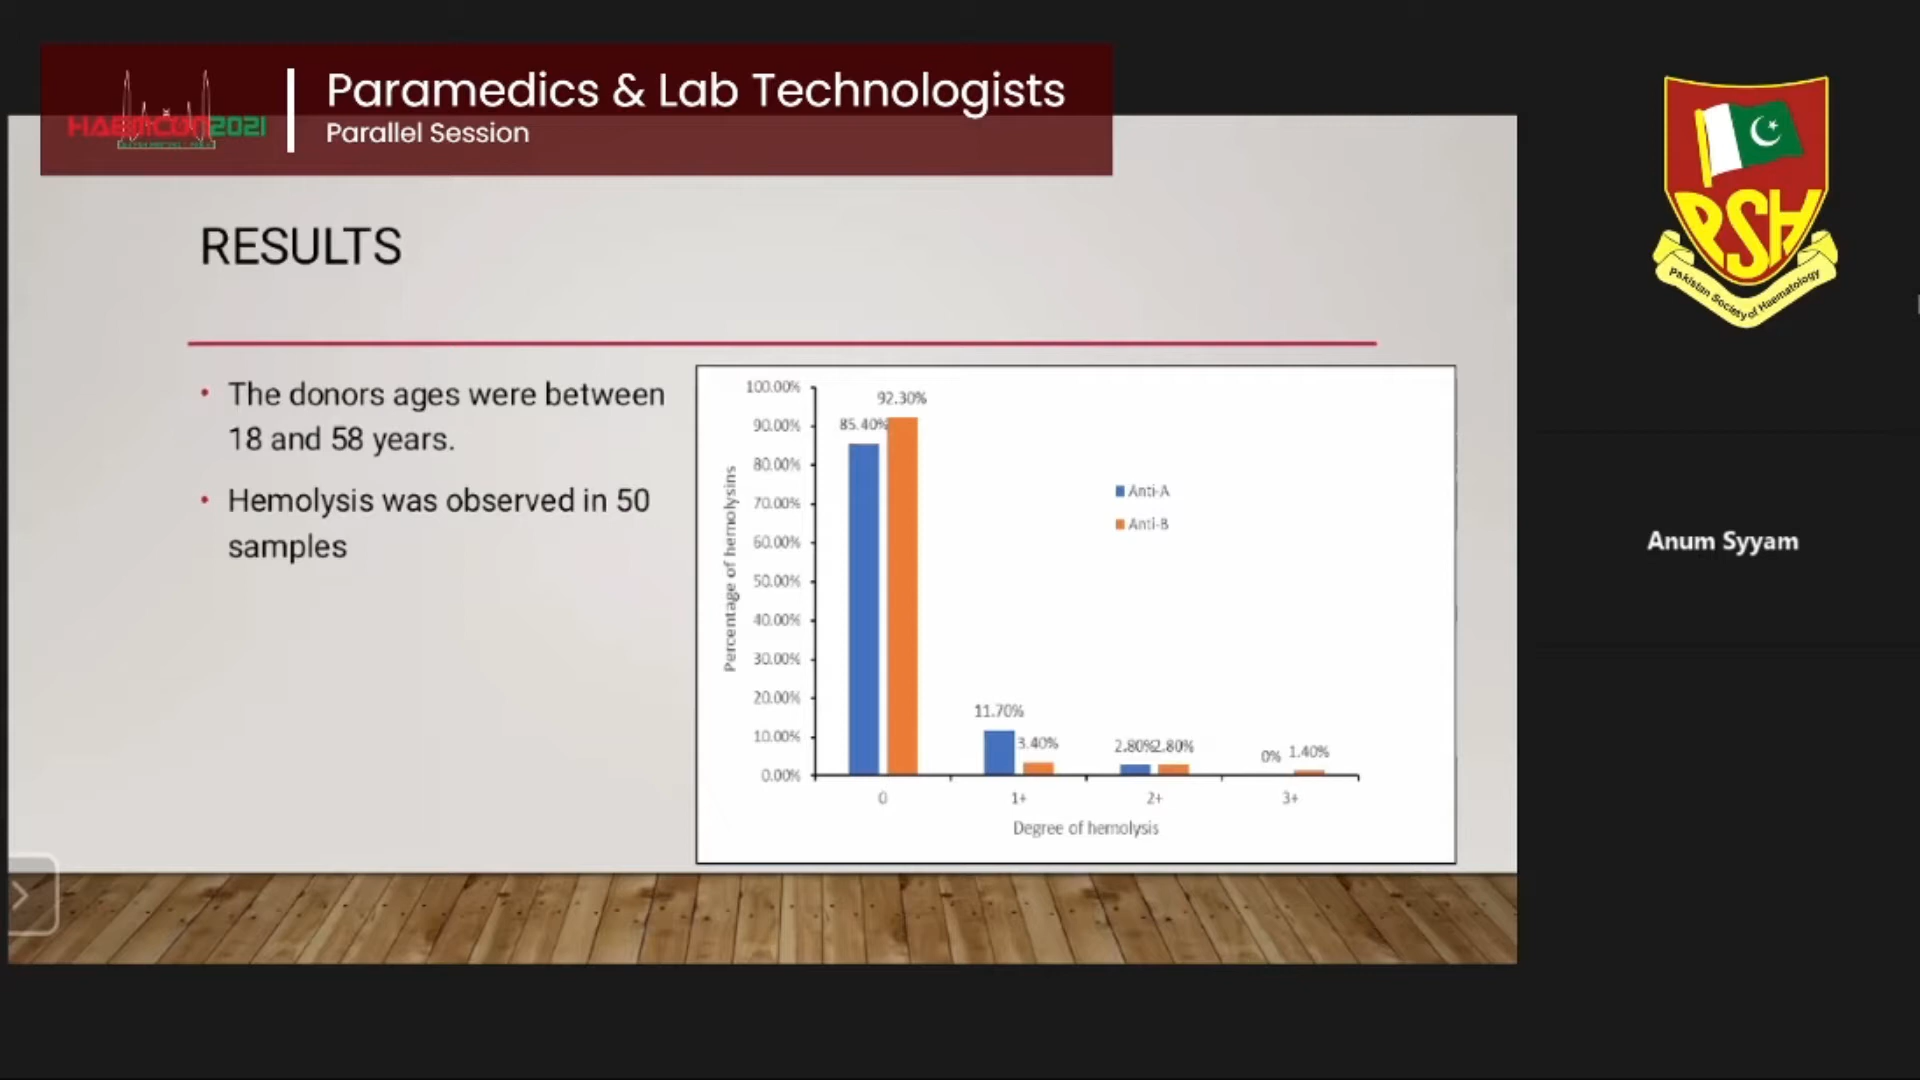 Paramedics & Lab Technologists
Parallel Session
HAEMCON2021
PSH
Pakistan Society of Haematology
RESULTS
• The donors ages were between
18 and 58 years.
• Hemolysis was observed in 50
samples
100.00%
90.00%
80.00%
70.00%
60.00%
50.00%
40.00%
30.00%
20.00%
10.00%
0.00%
Percentage of hemolysins
85.40%
92.30%
11.70%
3.40%
2.80%
2.80%
0%
1.40%
Anti-A
Anti-B
0
1+
2+
3+
Degree of hemolysis
Anum Syyam